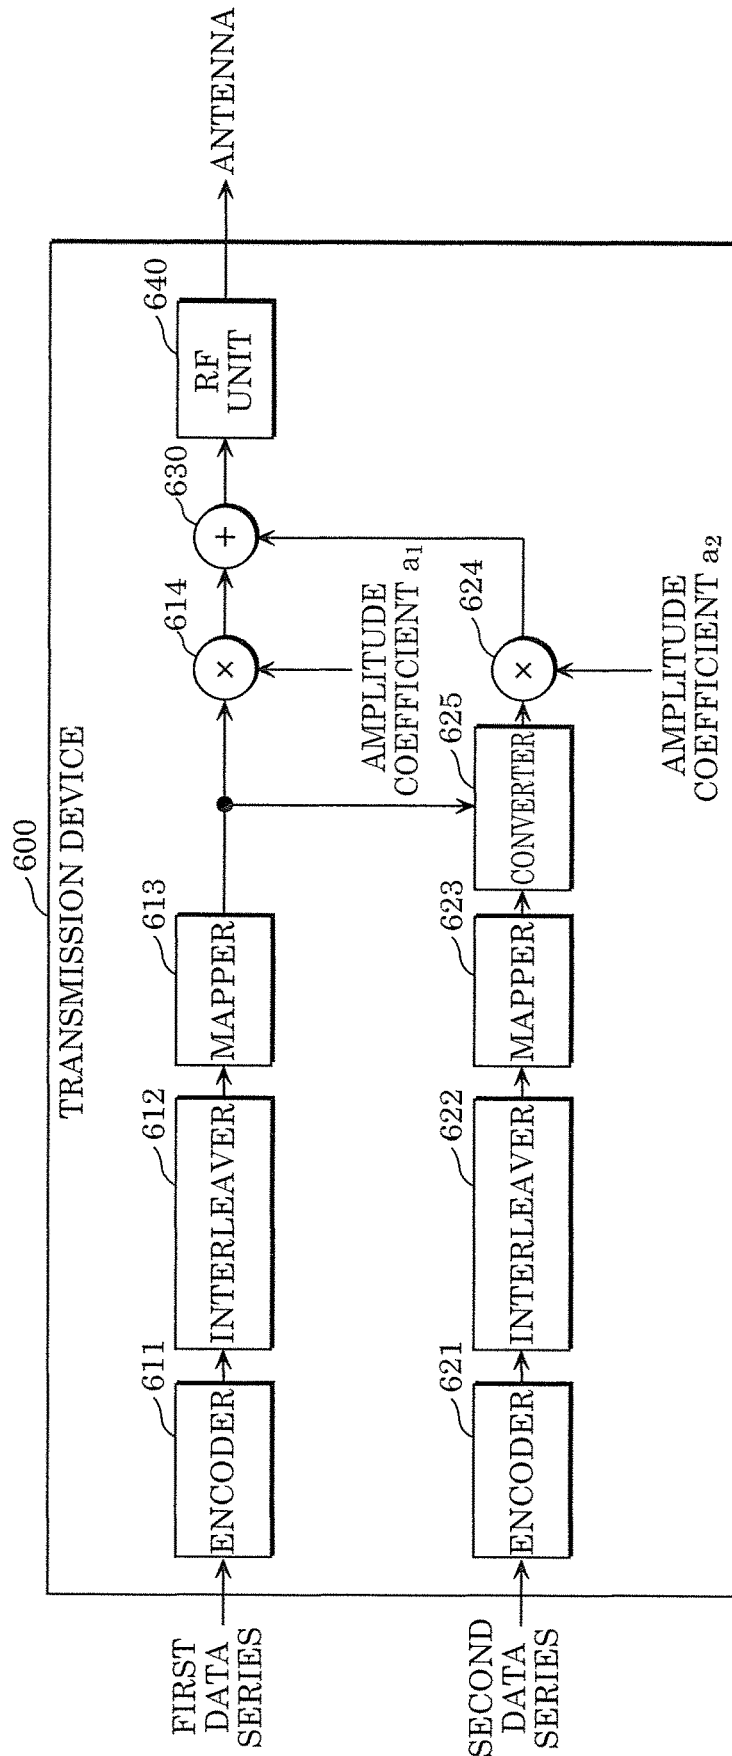 600
TRANSMISSION DEVICE
FIRST
DATA
SERIES
611
ENCODER
612
INTERLEAVER
613
MAPPER
614
×
AMPLITUDE
COEFFICIENT a1
630
+
640
RF
UNIT
ANTENNA
SECOND
DATA
SERIES
621
ENCODER
622
INTERLEAVER
623
MAPPER
625
CONVERTER
624
×
AMPLITUDE
COEFFICIENT a2